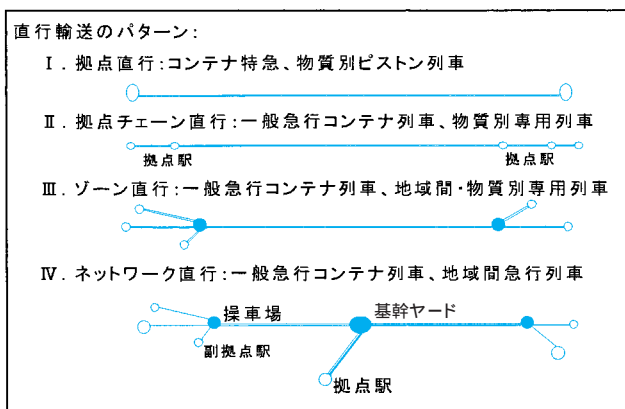 直行輸送のパターン:
Ⅰ. 拠点直行:コンテナ特急、物質別ピストン列車
Ⅱ. 拠点チェーン直行:一般急行コンテナ列車、物質別専用列車
拠点駅 拠点駅
Ⅲ. ゾーン直行:一般急行コンテナ列車、地域間・物質別専用列車
Ⅳ. ネットワーク直行:一般急行コンテナ列車、地域間急行列車
操車場 基幹ヤード
副拠点駅
拠点駅